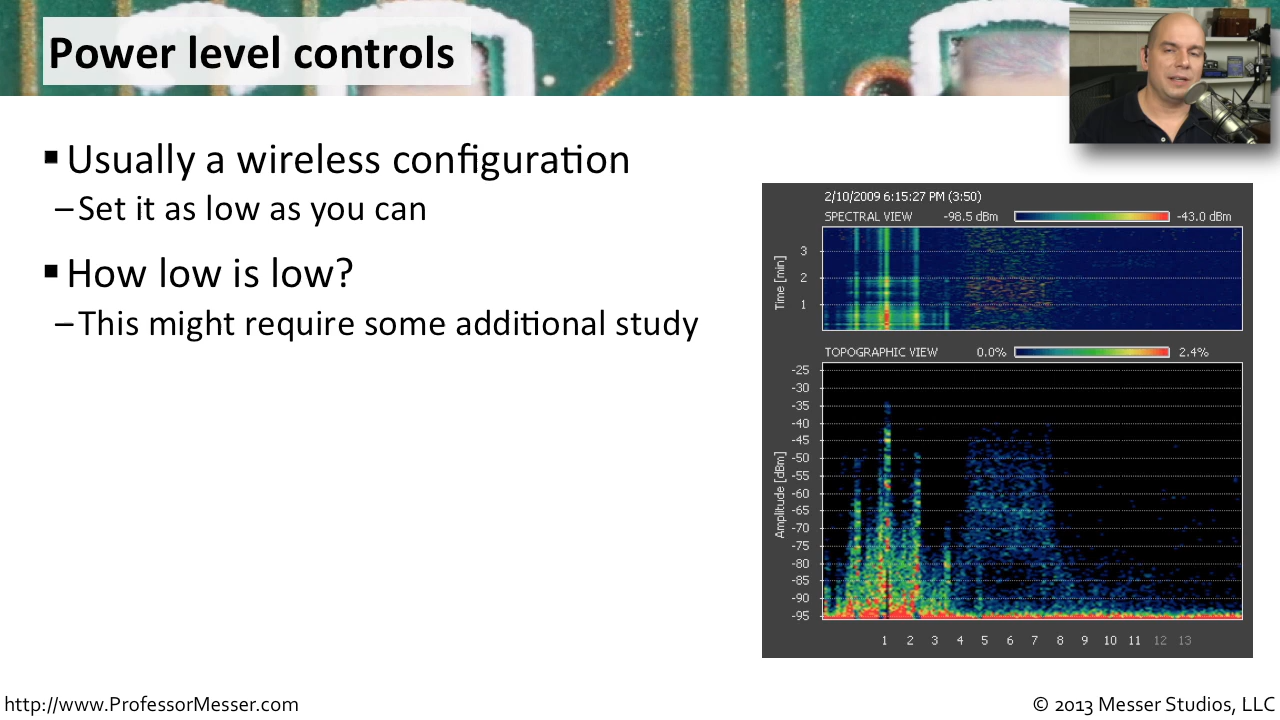 Power level controls
▪ Usually a wireless configuration
– Set it as low as you can
▪ How low is low?
– This might require some additional study
2/10/2009 6:15:27 PM (3:50)
SPECTRAL VIEW -98.5 dBm -43.0 dBm
Time [min]
3
2
1
TOPOGRAPHIC VIEW 0.0% 2.4%
Amplitude [dBm]
-25
-30
-35
-40
-45
-50
-55
-60
-65
-70
-75
-80
-85
-90
-95
1 2 3 4 5 6 7 8 9 10 11 12 13
http://www.ProfessorMesser.com
© 2013 Messer Studios, LLC